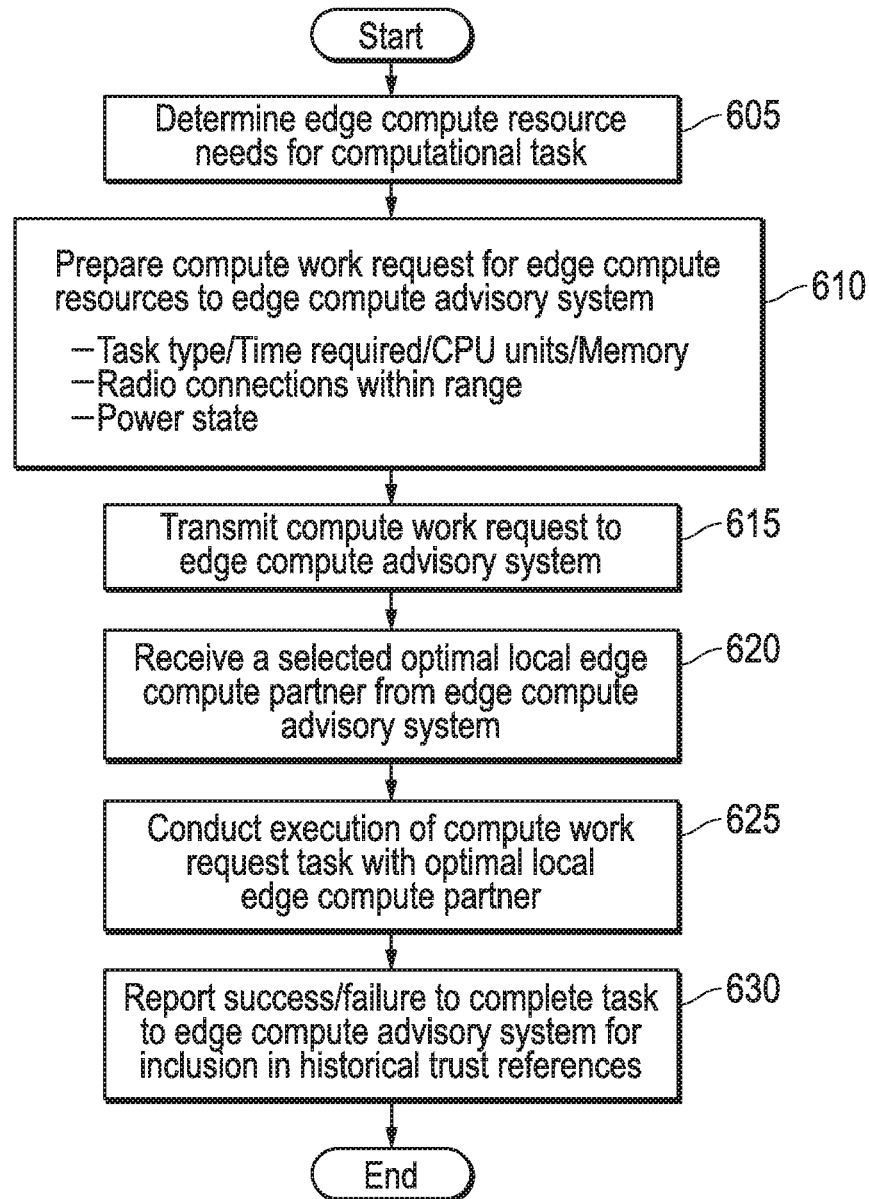 Start
Determine edge compute resource
needs for computational task
605
Prepare compute work request for edge compute
resources to edge compute advisory system
—Task type/Time required/CPU units/Memory
—Radio connections within range
—Power state
610
Transmit compute work request to
edge compute advisory system
615
Receive a selected optimal local edge
compute partner from edge compute
advisory system
620
Conduct execution of compute work
request task with optimal local
edge compute partner
625
Report success/failure to complete task
to edge compute advisory system for
inclusion in historical trust references
630
End